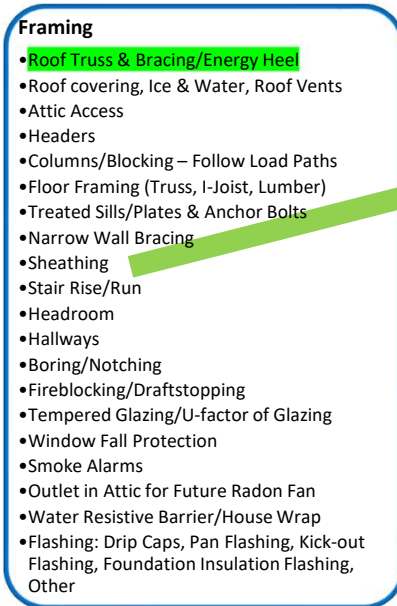 Framing
•Roof Truss & Bracing/Energy Heel
•Roof covering, Ice & Water, Roof Vents
•Attic Access
•Headers
•Columns/Blocking – Follow Load Paths
•Floor Framing (Truss, I-Joist, Lumber)
•Treated Sills/Plates & Anchor Bolts
•Narrow Wall Bracing
•Sheathing
•Stair Rise/Run
•Headroom
•Hallways
•Boring/Notching
•Fireblocking/Draftstopping
•Tempered Glazing/U-factor of Glazing
•Window Fall Protection
•Smoke Alarms
•Outlet in Attic for Future Radon Fan
•Water Resistive Barrier/House Wrap
•Flashing: Drip Caps, Pan Flashing, Kick-out
Flashing, Foundation Insulation Flashing,
Other